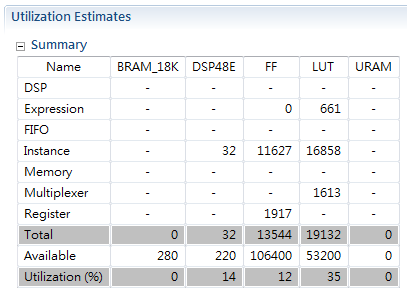 Utilization Estimates
Summary
Name BRAM_18K DSP48E FF LUT URAM
DSP - - - - -
Expression - - 0 661 -
FIFO - - - - -
Instance - 32 11627 16858 -
Memory - - - - -
Multiplexer - - - 1613 -
Register - - 1917 - -
Total 0 32 13544 19132 0
Available 280 220 106400 53200 0
Utilization (%) 0 14 12 35 0